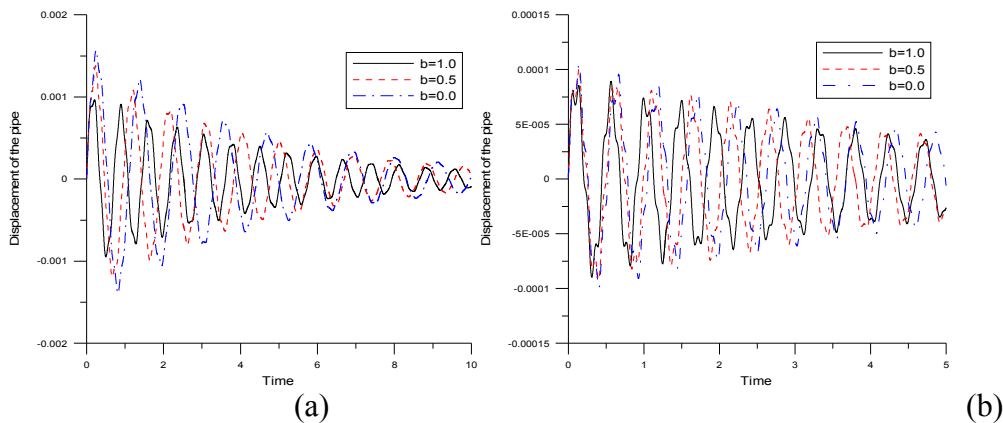 0.002
0.001
0
-0.001
-0.002
Displacement of the pipe
b=1.0
b=0.5
b=0.0
0 2 4 6 8 10
Time
(a)
0.00015
0.0001
5E-005
0
-5E-005
-0.0001
-0.00015
Displacement of the pipe
b=1.0
b=0.5
b=0.0
0 1 2 3 4 5
Time
(b)